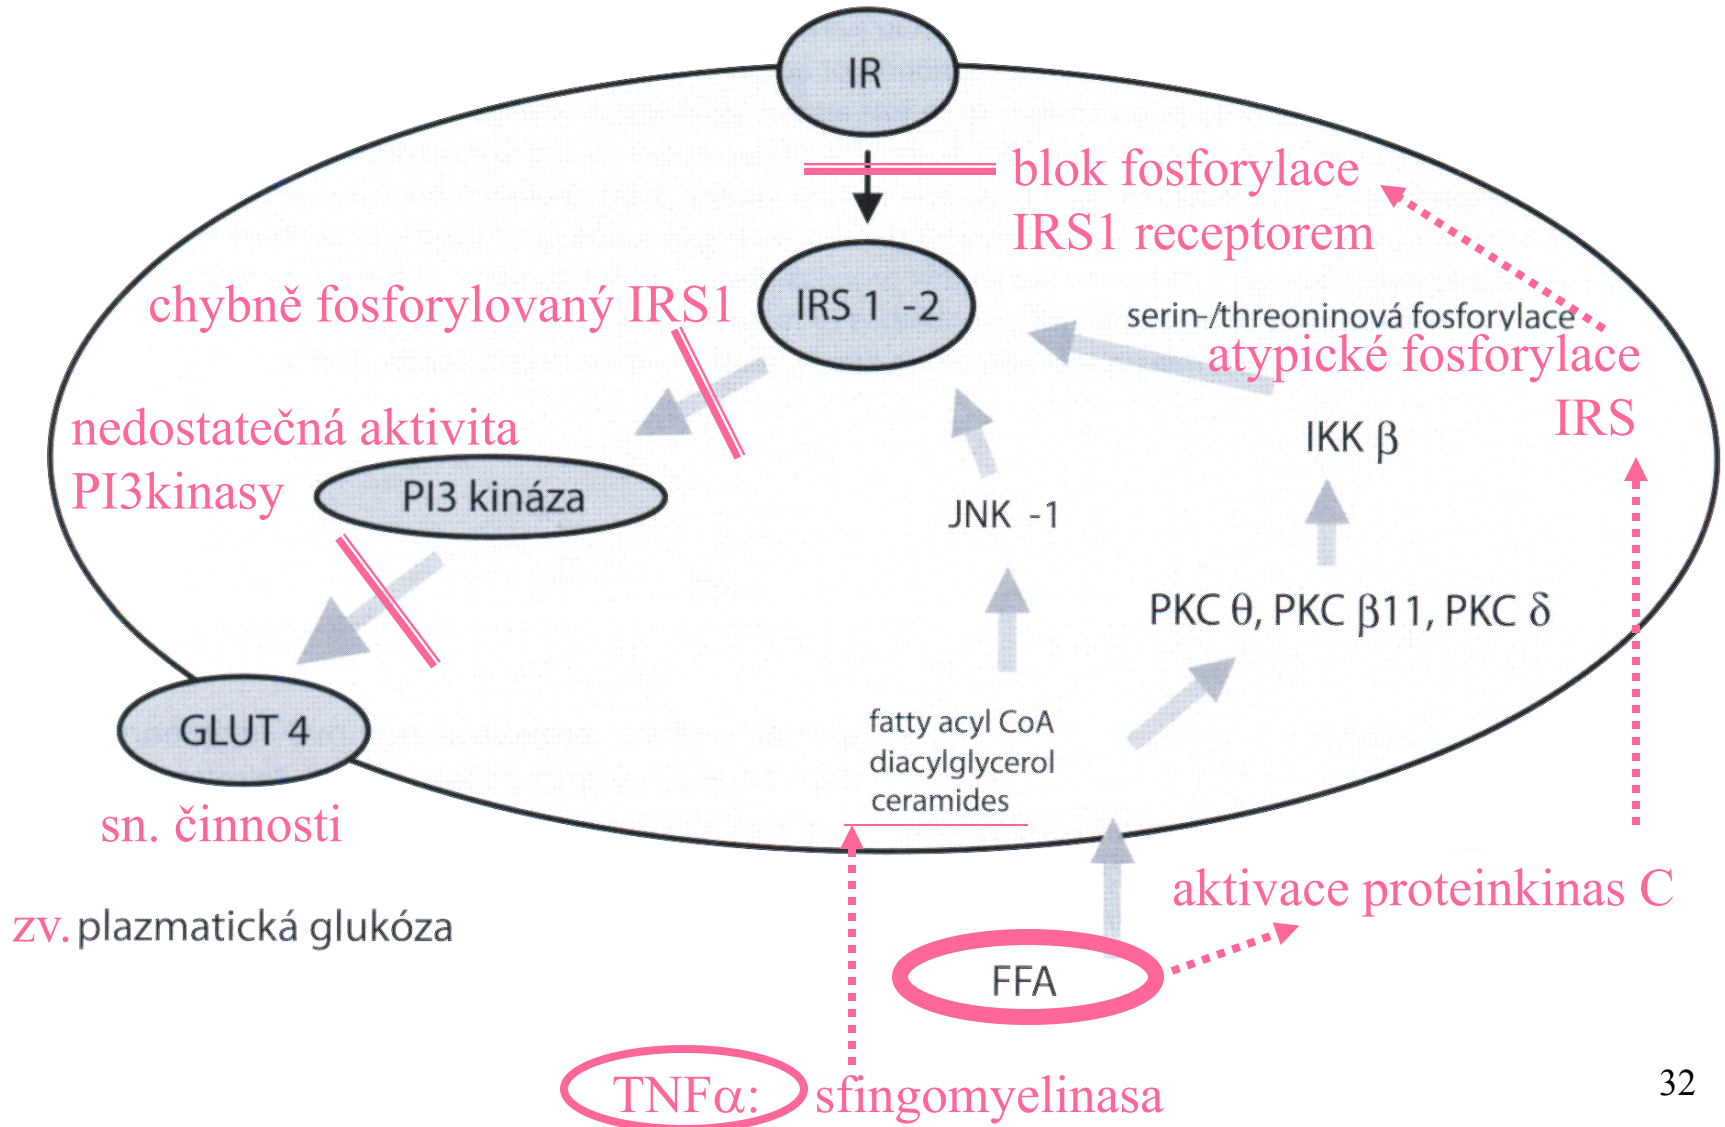 IR
blok fosforylace
IRS1 receptorem
chybně fosforylovaný IRS1
IRS 1 -2
serin-/threoninová fosforylace
atypické fosforylace
IRS
nedostatečná aktivita
PI3kinasy
PI3 kináza
IKK β
JNK -1
PKC θ, PKC β11, PKC δ
GLUT 4
fatty acyl CoA
diacylglycerol
ceramides
sn. činnosti
aktivace proteinkinas C
zv. plazmatická glukóza
FFA
TNFα: sfingomyelinasa
32